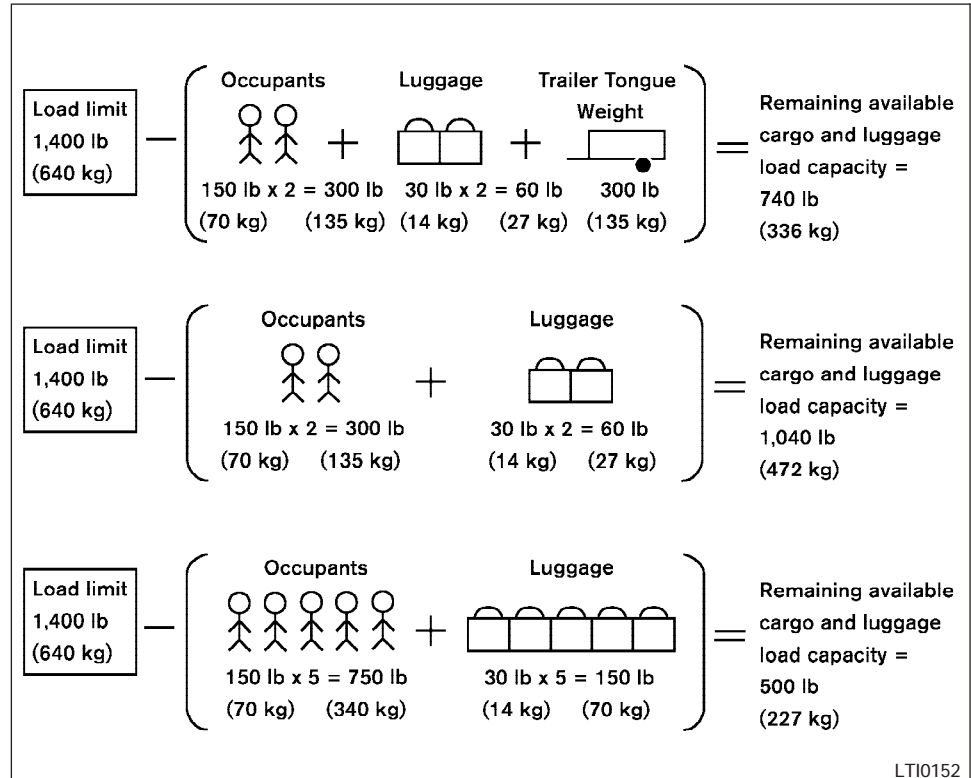 Occupants Luggage Trailer Tongue
Weight
Load limit
1,400 lb
(640 kg)
—
+ +
150 lb x 2 = 300 lb 30 lb x 2 = 60 lb 300 lb
(70 kg) (135 kg) (14 kg) (27 kg) (135 kg)
=
Remaining available
cargo and luggage
load capacity =
740 lb
(336 kg)
Occupants Luggage
Load limit
1,400 lb
(640 kg)
—
+
150 lb x 2 = 300 lb 30 lb x 2 = 60 lb
(70 kg) (135 kg) (14 kg) (27 kg)
=
Remaining available
cargo and luggage
load capacity =
1,040 lb
(472 kg)
Occupants Luggage
Load limit
1,400 lb
(640 kg)
—
+
150 lb x 5 = 750 lb 30 lb x 5 = 150 lb
(70 kg) (340 kg) (14 kg) (70 kg)
=
Remaining available
cargo and luggage
load capacity =
500 lb
(227 kg)
LTI0152